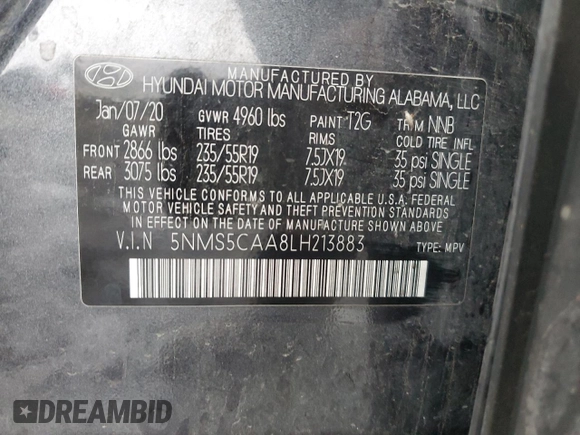 MANUFACTURED BY
HYUNDAI MOTOR MANUFACTURING ALABAMA, LLC
Jan/07/20 GVWR 4960 lbs PAINT T2G TRIM NNB
GAWR TIRES RIMS COLD TIRE INFL
FRONT 2866 lbs 235/55R19 7.5JX19 35 psi SINGLE
REAR 3075 lbs 235/55R19 7.5JX19 35 psi SINGLE
THIS VEHICLE CONFORMS TO ALL APPLICABLE U.S.A. FEDERAL
MOTOR VEHICLE SAFETY,BUMPER,AND THEFT PREVENTION STANDARDS
IN EFFECT ON THE DATE OF MANUFACTURE SHOWN ABOVE.
V.I.N 5NMS5CAA8LH213883 TYPE: MPV
DREAMBID